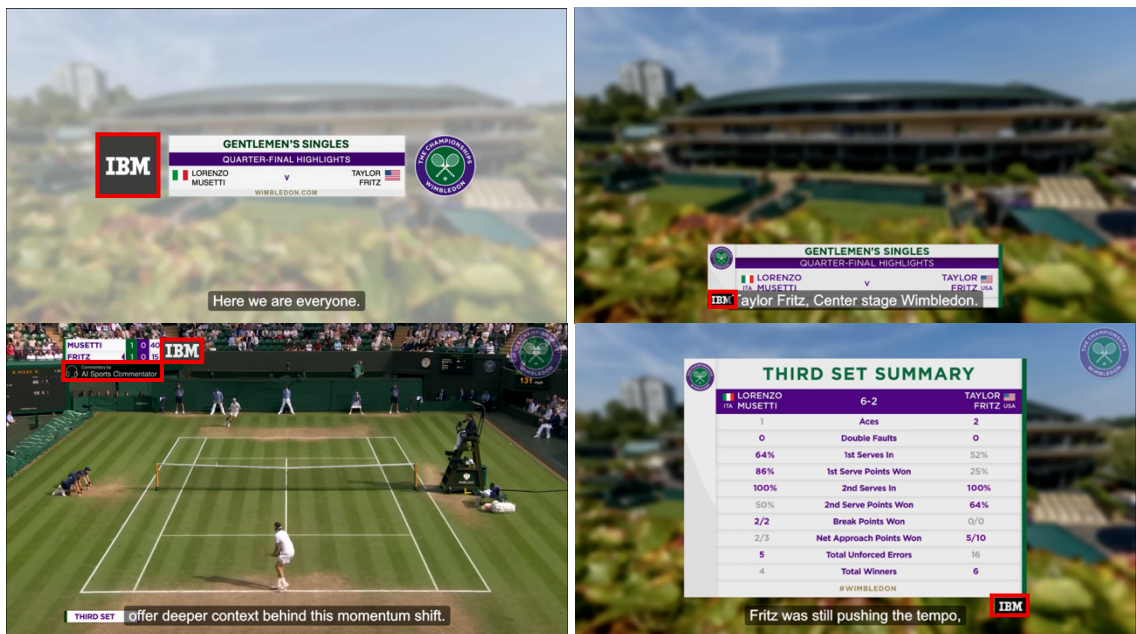 IBM
GENTLEMEN'S SINGLES
QUARTER-FINAL HIGHLIGHTS
LORENZO MUSETTI v TAYLOR FRITZ
WIMBLEDON.COM
THE CHAMPIONSHIPS
WIMBLEDON
Here we are everyone.
GENTLEMEN'S SINGLES
QUARTER-FINAL HIGHLIGHTS
LORENZO v TAYLOR
ITA MUSETTI FRITZ USA
IBM Taylor Fritz, Center stage Wimbledon.
MUSETTI 1 0 40
FRITZ 1 0 15
IBM
Commentary by
AI Sports Commentator
131 mph
THIRD SET
offer deeper context behind this momentum shift.
THIRD SET SUMMARY
LORENZO 6-2 TAYLOR
ITA MUSETTI FRITZ USA
1 Aces 2
0 Double Faults 0
64% 1st Serves In 52%
86% 1st Serve Points Won 25%
100% 2nd Serves In 100%
50% 2nd Serve Points Won 64%
2/2 Break Points Won 0/0
2/3 Net Approach Points Won 5/10
5 Total Unforced Errors 16
4 Total Winners 6
#WIMBLEDON
IBM
Fritz was still pushing the tempo,